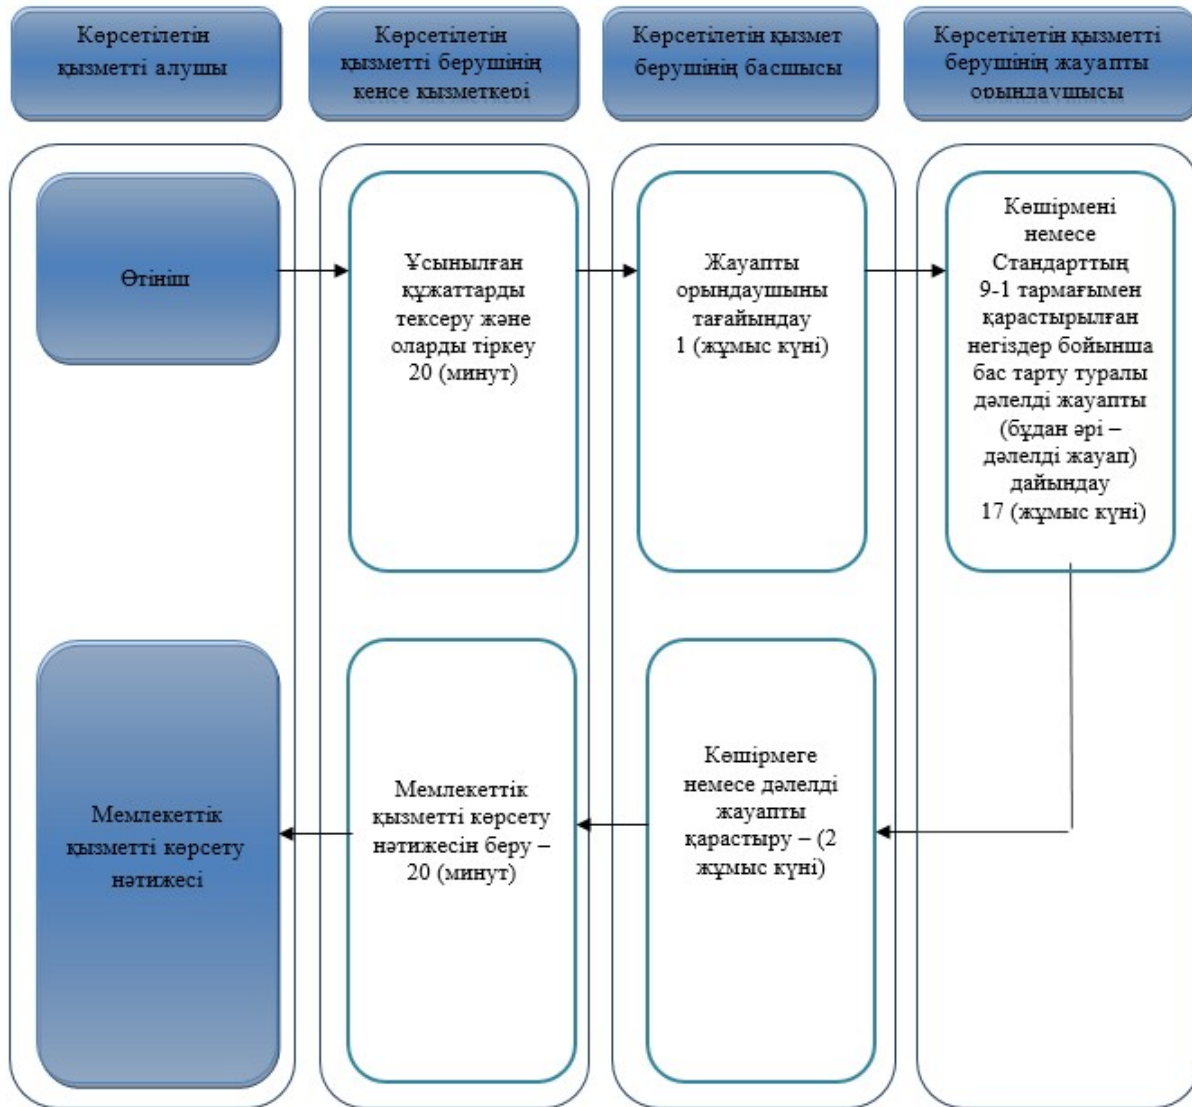 Көрсетілетін
қызметті алушы
Көрсетілетін
қызметті берушінің
кеңсе қызметкері
Көрсетілетін қызмет
берушінің басшысы
Көрсетілетін қызметті
берушінің жауапты
орындаушысы
Өтініш
Ұсынылған
құжаттарды
тексеру және
оларды тіркеу
20 (минут)
Жауапты
орындаушыны
тағайындау
1 (жұмыс күні)
Көшірмені
немесе
Стандарттың
9-1 тармағымен
қарастырылған
негіздер бойынша
бас тарту туралы
дәлелді жауапты
(бұдан әрі –
дәлелді жауап)
дайындау
17 (жұмыс күні)
Мемлекеттік
қызметті көрсету
нәтижесі
Мемлекеттік
қызметті көрсету
нәтижесін беру –
20 (минут)
Көшірмеге
немесе дәлелді
жауапты
қарастыру – (2
жұмыс күні)